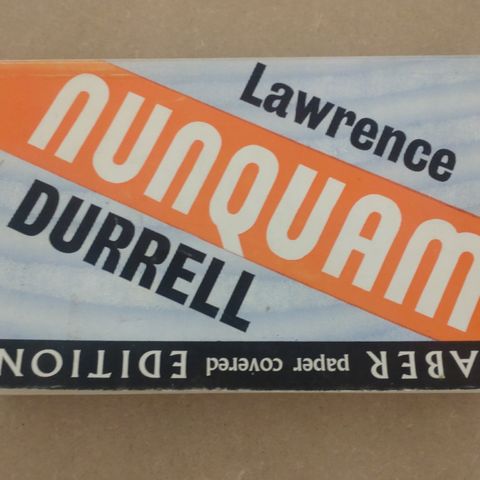 Lawrence
NUNQUAM
DURRELL
ABER paper covered EDITION